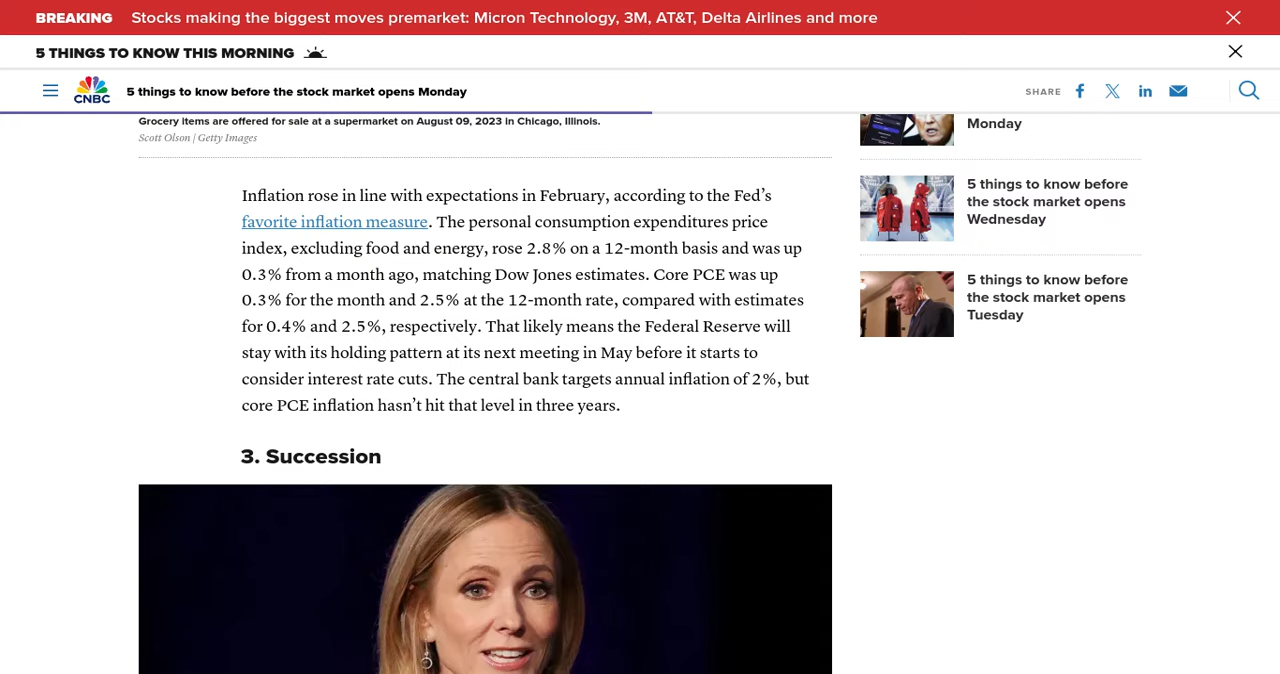 BREAKING Stocks making the biggest moves premarket: Micron Technology, 3M, AT&T, Delta Airlines and more
5 THINGS TO KNOW THIS MORNING
CNBC
5 things to know before the stock market opens Monday
SHARE
Grocery items are offered for sale at a supermarket on August 09, 2023 in Chicago, Illinois.
Scott Olson | Getty Images
Inflation rose in line with expectations in February, according to the Fed’s
favorite inflation measure. The personal consumption expenditures price
index, excluding food and energy, rose 2.8% on a 12-month basis and was up
0.3% from a month ago, matching Dow Jones estimates. Core PCE was up
0.3% for the month and 2.5% at the 12-month rate, compared with estimates
for 0.4% and 2.5%, respectively. That likely means the Federal Reserve will
stay with its holding pattern at its next meeting in May before it starts to
consider interest rate cuts. The central bank targets annual inflation of 2%, but
core PCE inflation hasn’t hit that level in three years.
3. Succession
Monday
5 things to know before
the stock market opens
Wednesday
5 things to know before
the stock market opens
Tuesday